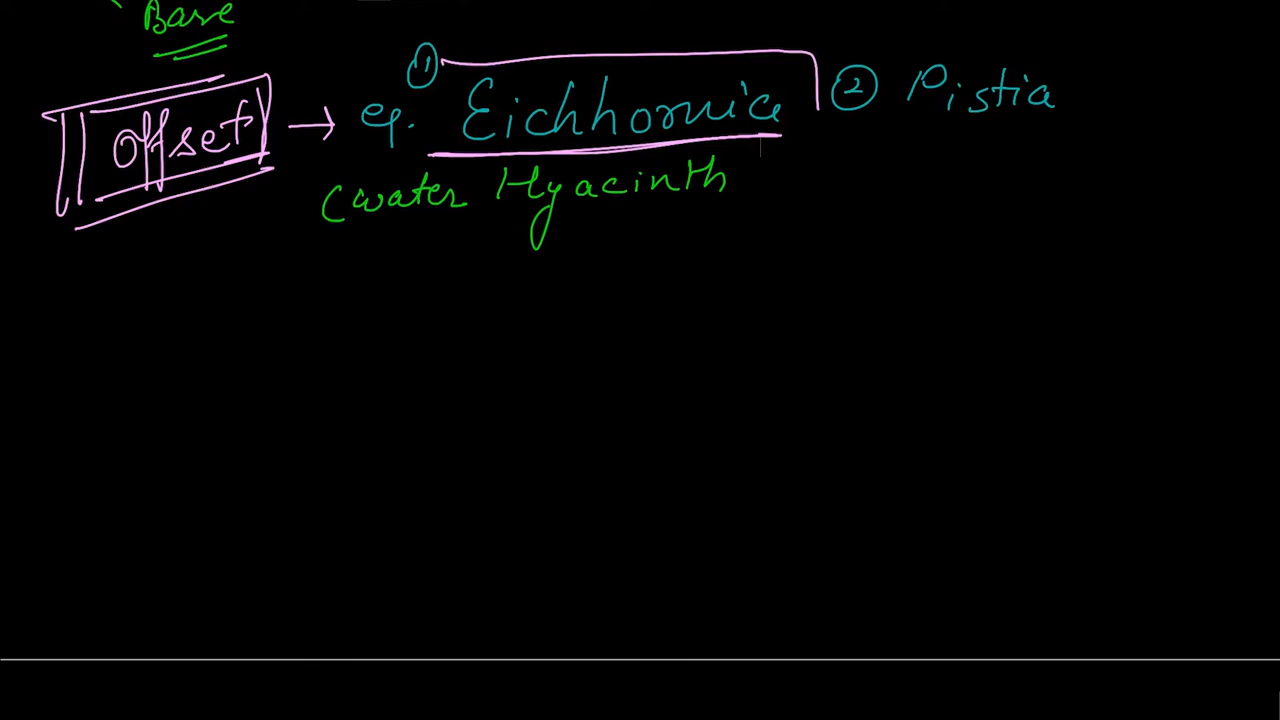 Base
Offset → eg. ① Eichhornia ② Pistia
(water Hyacinth